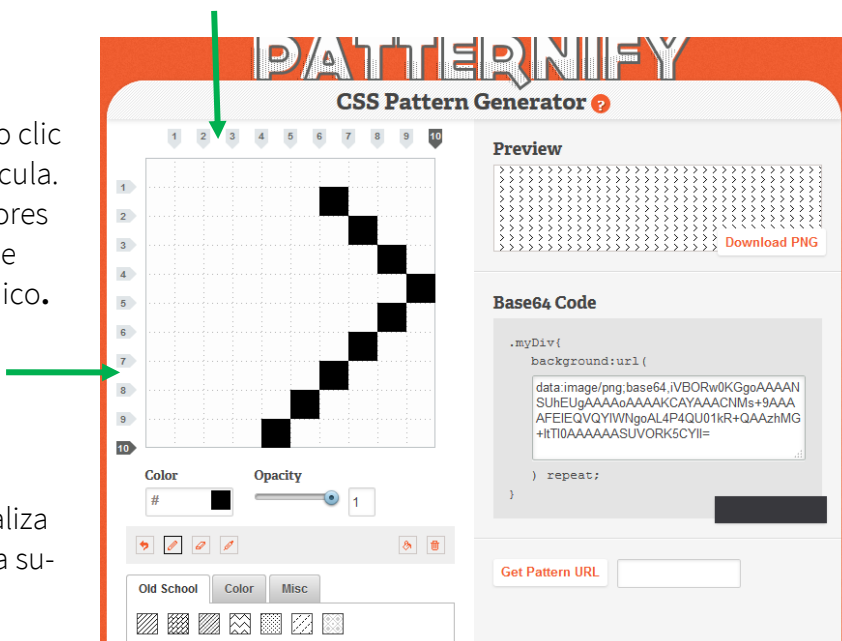 PATTERNIFY
CSS Pattern Generator ?
o clic
cula.
ores
e
ico.
aliza
a su-
1 2 3 4 5 6 7 8 9 10
1
2
3
4
5
6
7
8
9
10
Color Opacity
# 1
Old School Color Misc
Preview
Download PNG
Base64 Code
.myDiv{
background:url(
data:image/png;base64,iVBORw0KGgoAAAAN
SUhEUgAAAAoAAAAKCAYAAACNMs+9AAA
AFElEQVQYlWNgoAL4P4QU01kR+QAAzhMG
+ltTl0AAAAAASUVORK5CYII=
) repeat;
}
Get Pattern URL